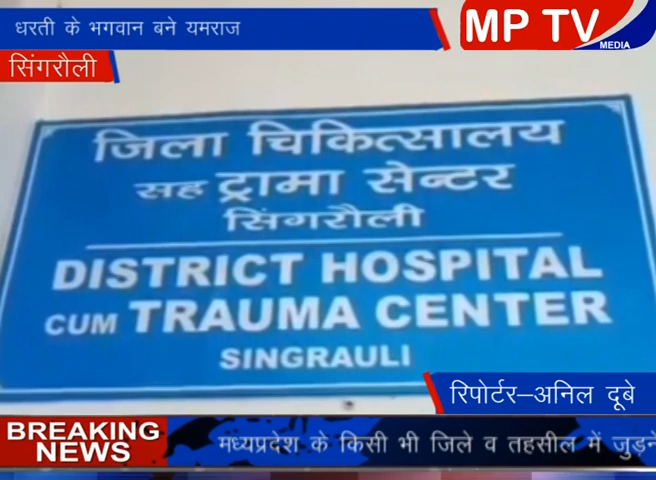 धरती के भगवान बने यमराज
MP TV
MEDIA
सिंगरौली
जिला चिकित्सालय
सह ट्रामा सेन्टर
सिंगरौली
DISTRICT HOSPITAL
CUM TRAUMA CENTER
SINGRAULI
रिपोर्टर–अनिल दूबे
BREAKING
NEWS
मध्यप्रदेश के किसी भी जिले व तहसील में जुड़ने